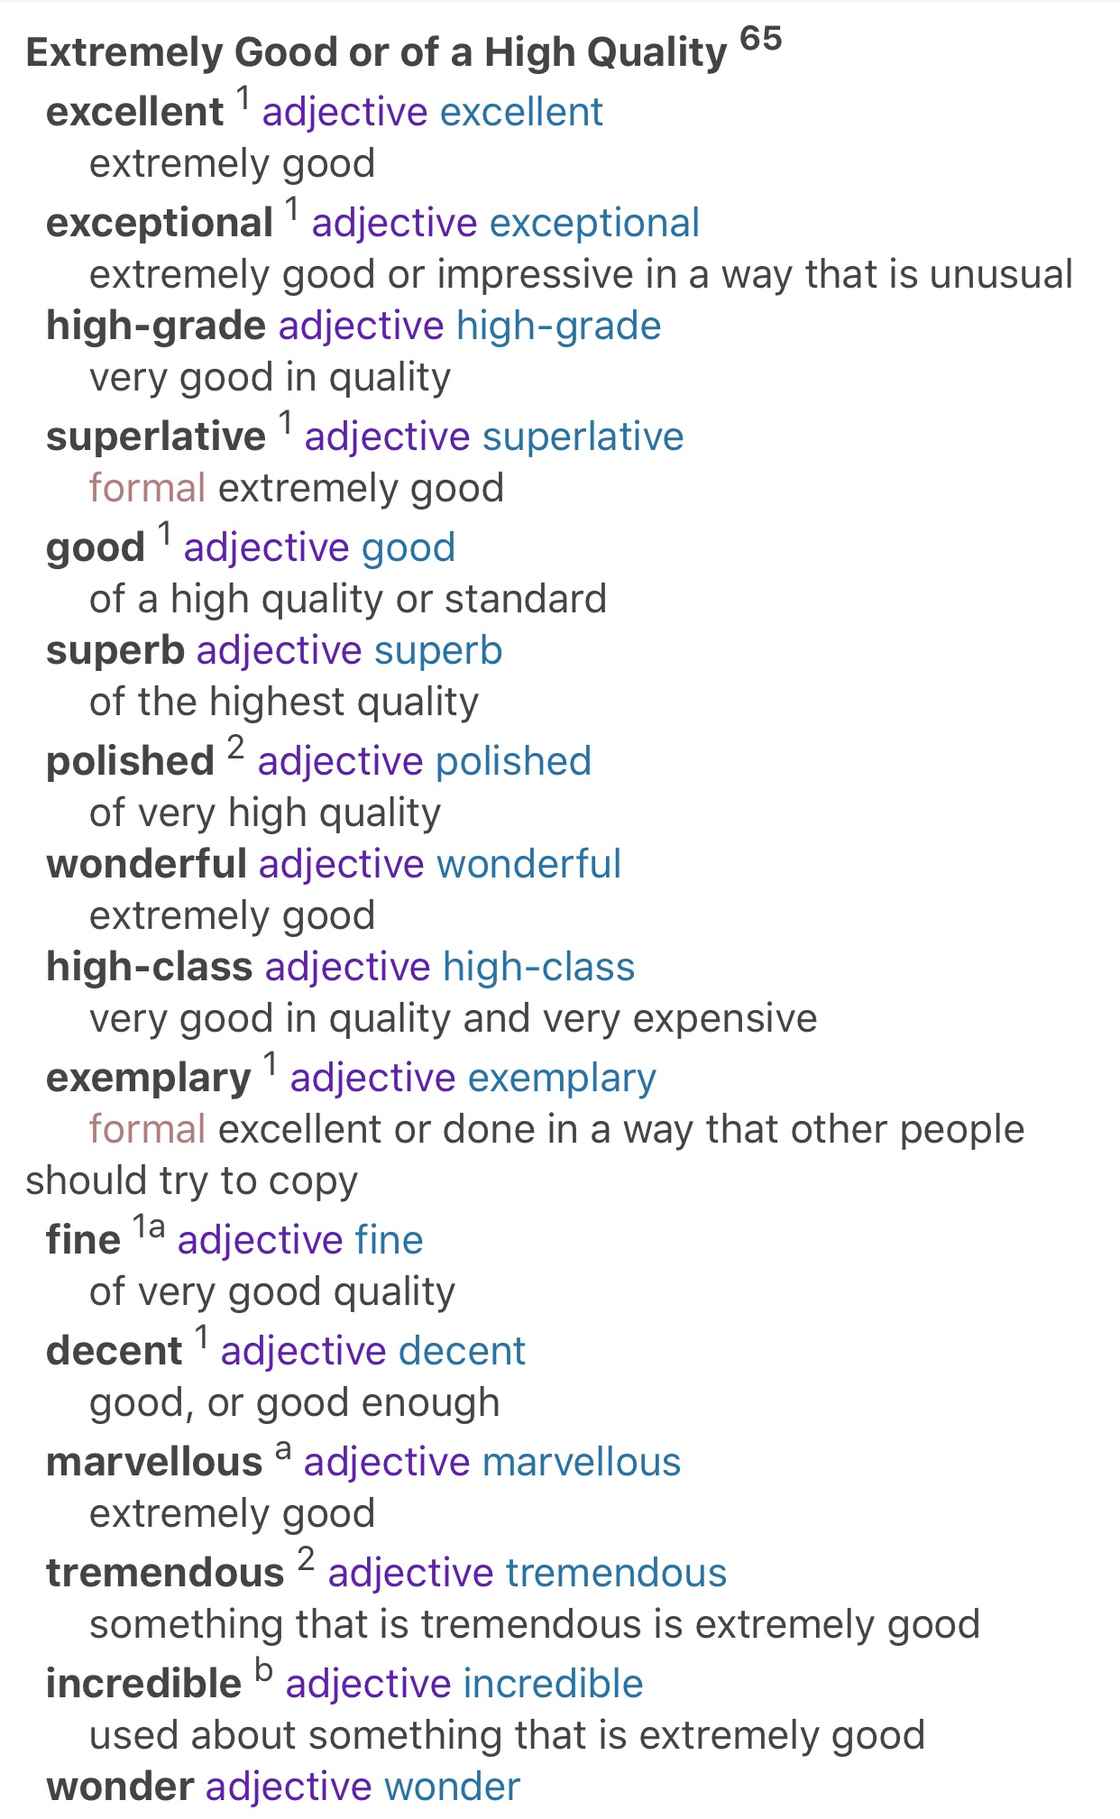 Extremely Good or of a High Quality 65
excellent 1 adjective excellent
extremely good
exceptional 1 adjective exceptional
extremely good or impressive in a way that is unusual
high-grade adjective high-grade
very good in quality
superlative 1 adjective superlative
formal extremely good
good 1 adjective good
of a high quality or standard
superb adjective superb
of the highest quality
polished 2 adjective polished
of very high quality
wonderful adjective wonderful
extremely good
high-class adjective high-class
very good in quality and very expensive
exemplary 1 adjective exemplary
formal excellent or done in a way that other people
should try to copy
fine 1a adjective fine
of very good quality
decent 1 adjective decent
good, or good enough
marvellous a adjective marvellous
extremely good
tremendous 2 adjective tremendous
something that is tremendous is extremely good
incredible b adjective incredible
used about something that is extremely good
wonder adjective wonder